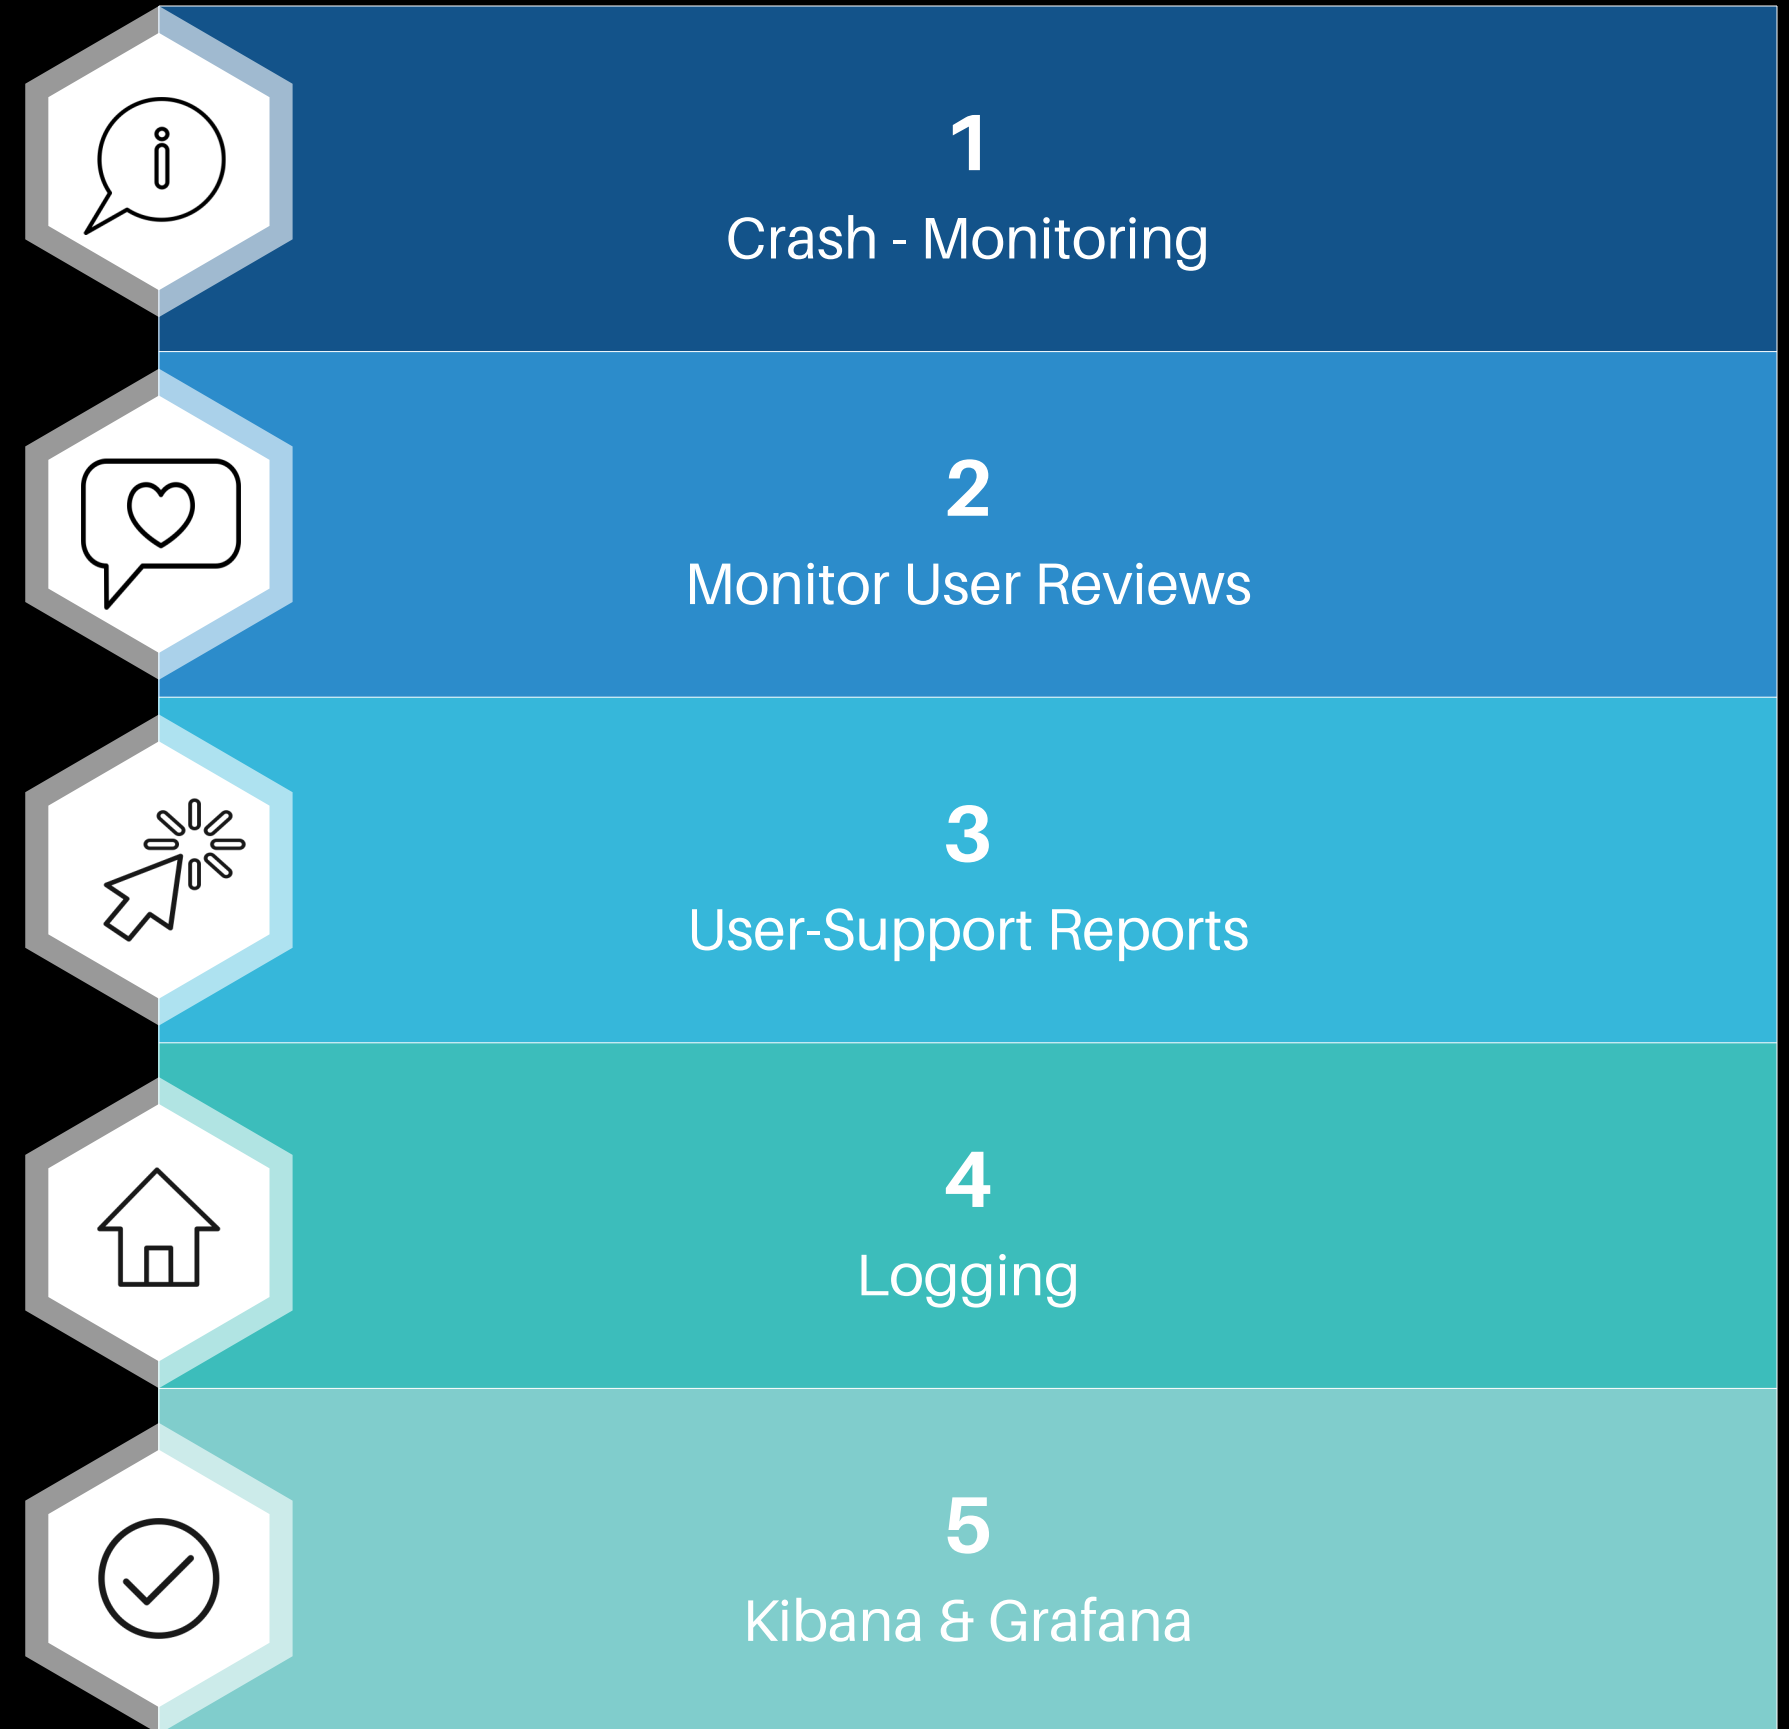 1
Crash - Monitoring
2
Monitor User Reviews
3
User-Support Reports
4
Logging
5
Kibana & Grafana